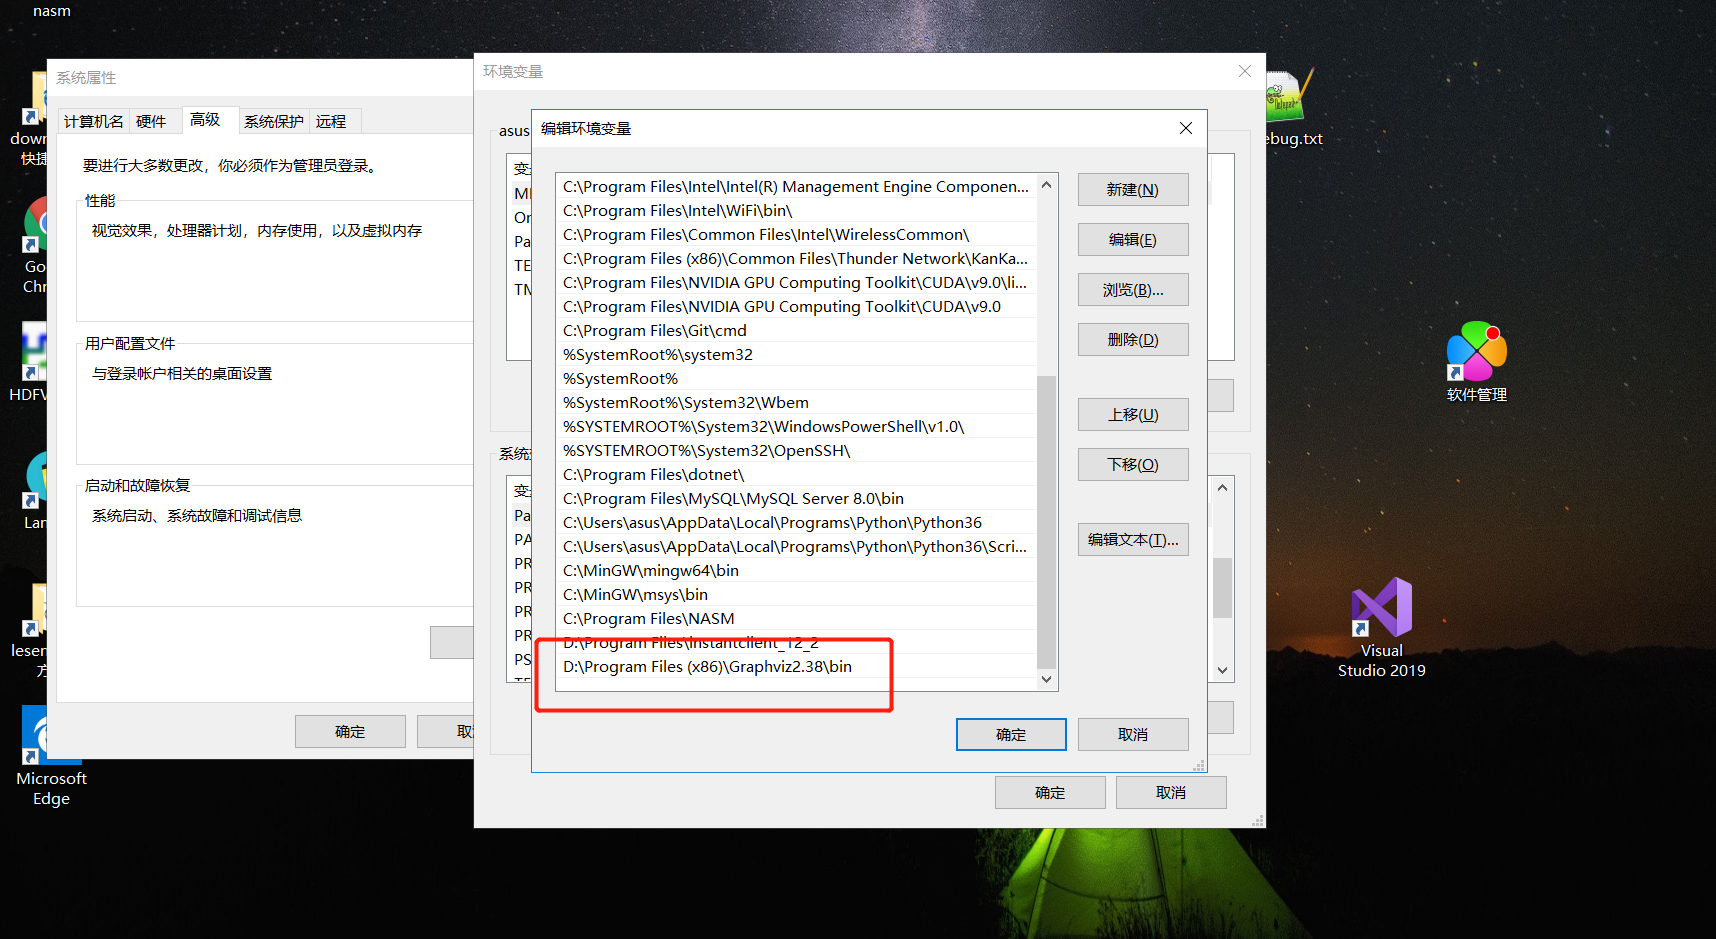 nasm
系统属性
环境变量
计算机名
硬件
高级
系统保护
远程
要进行大多数更改，你必须作为管理员登录。
性能
视觉效果，处理器计划，内存使用，以及虚拟内存
用户配置文件
与登录帐户相关的桌面设置
启动和故障恢复
系统启动、系统故障和调试信息
确定
asus
Pa
TE
编辑环境变量
C:\Program Files\Intel\Intel(R) Management Engine Componen...
C:\Program Files\Intel\WiFi\bin\
C:\Program Files\Common Files\Intel\WirelessCommon\
C:\Program Files (x86)\Common Files\Thunder Network\KanKa...
C:\Program Files\NVIDIA GPU Computing Toolkit\CUDA\v9.0\li...
C:\Program Files\NVIDIA GPU Computing Toolkit\CUDA\v9.0
C:\Program Files\Git\cmd
%SystemRoot%\system32
%SystemRoot%
%SystemRoot%\System32\Wbem
%SYSTEMROOT%\System32\WindowsPowerShell\v1.0\
%SYSTEMROOT%\System32\OpenSSH\
C:\Program Files\dotnet\
C:\Program Files\MySQL\MySQL Server 8.0\bin
C:\Users\asus\AppData\Local\Programs\Python\Python36
C:\Users\asus\AppData\Local\Programs\Python\Python36\Scri...
C:\MinGW\mingw64\bin
C:\MinGW\msys\bin
C:\Program Files\NASM
D:\Program Files\instantclient_12_2
D:\Program Files (x86)\Graphviz2.38\bin
新建(N)
编辑(E)
浏览(B)...
删除(D)
上移(U)
下移(O)
编辑文本(T)...
确定
取消
确定
取消
ebug.txt
软件管理
Visual
Studio 2019
Microsoft
Edge